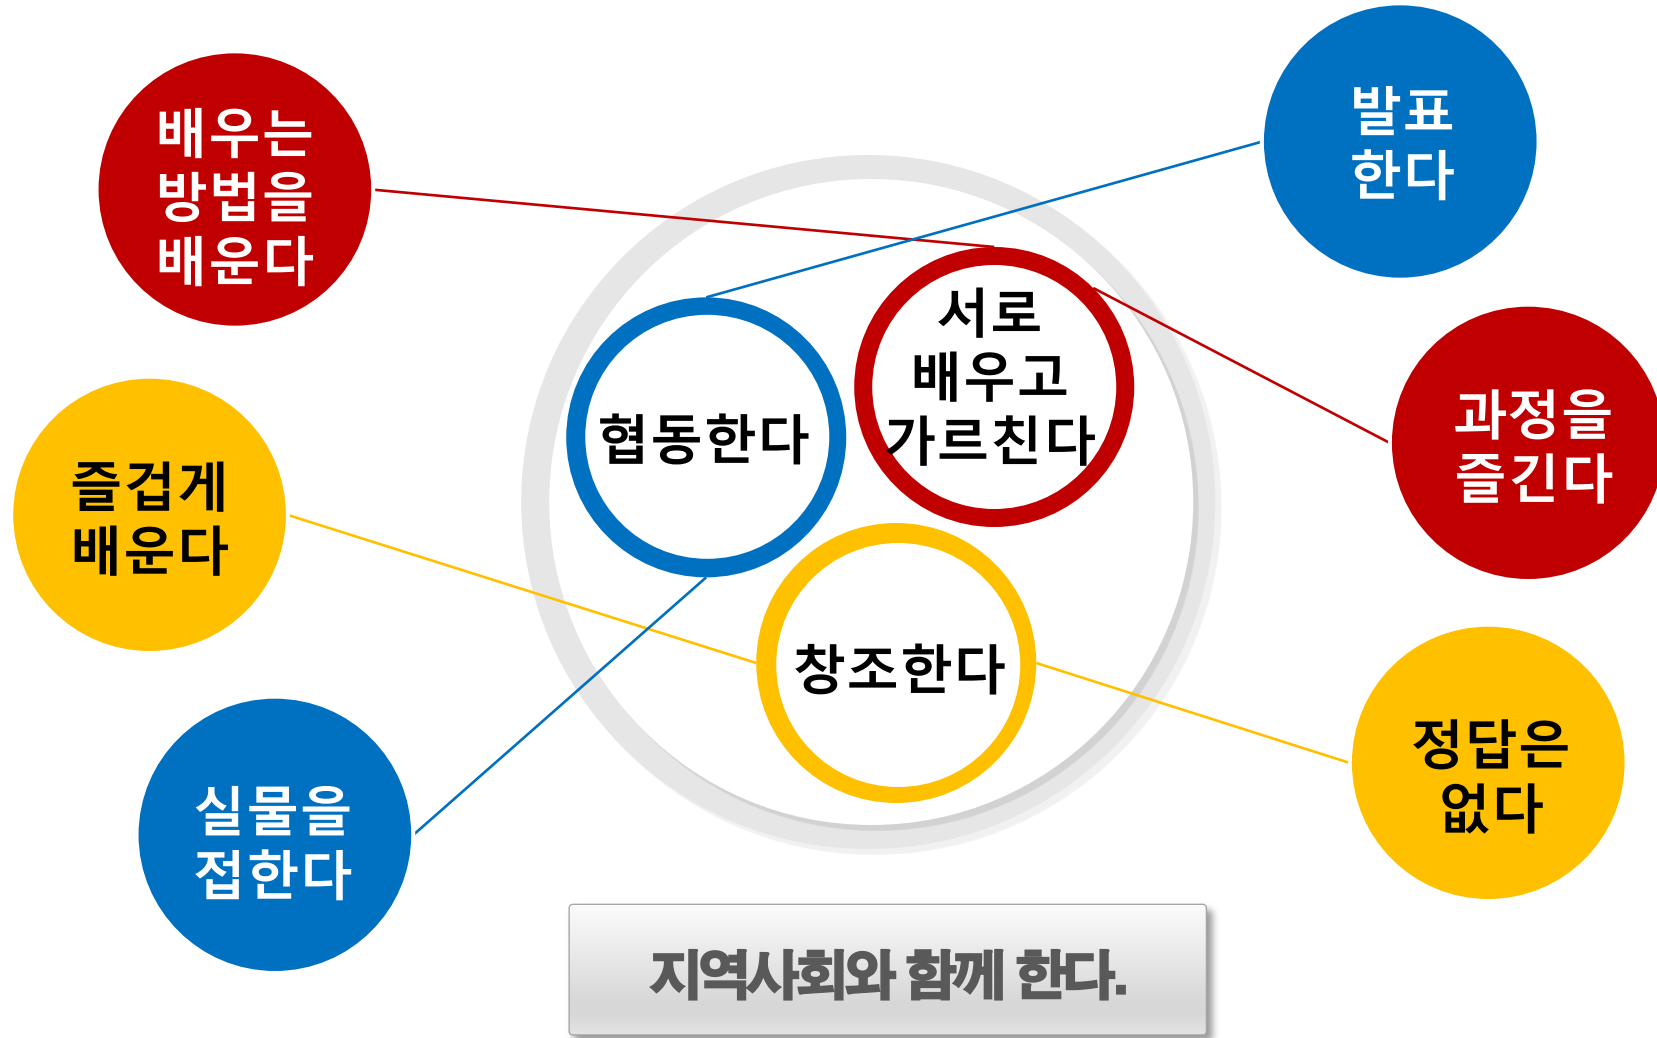 배우는
방법을
배운다
발표
한다
서로
배우고
가르친다
협동한다
과정을
즐긴다
즐겁게
배운다
창조한다
정답은
없다
실물을
접한다
지역사회와 함께 한다.